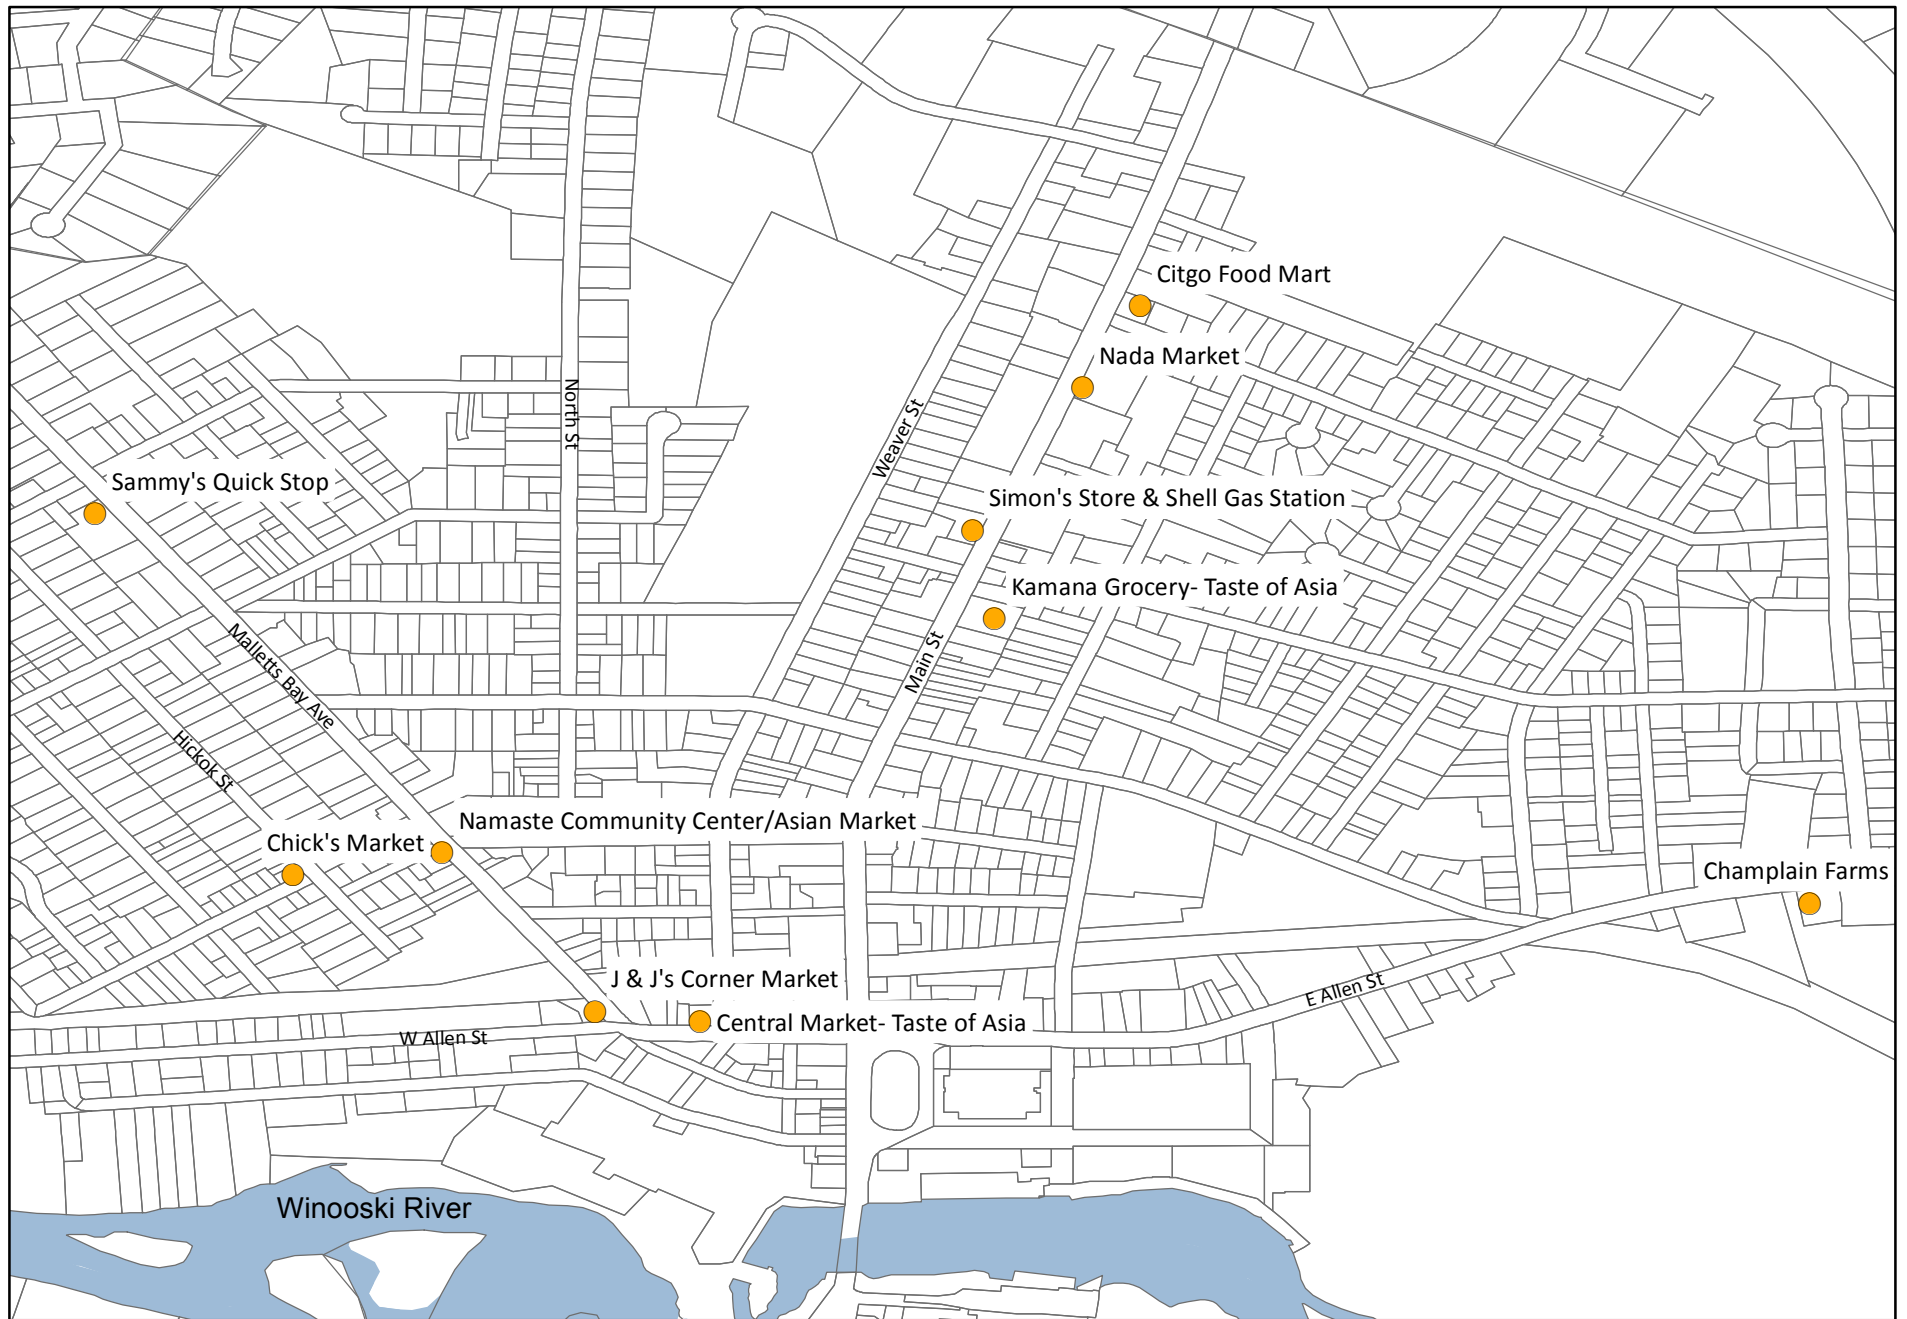 Citgo Food Mart
Nada Market
North St
Weaver St
Sammy's Quick Stop
Simon's Store & Shell Gas Station
Kamana Grocery- Taste of Asia
Malletts Bay Ave
Main St
Hickok St
Namaste Community Center/Asian Market
Chick's Market
Champlain Farms
J & J's Corner Market
E Allen St
Central Market- Taste of Asia
W Allen St
Winooski River